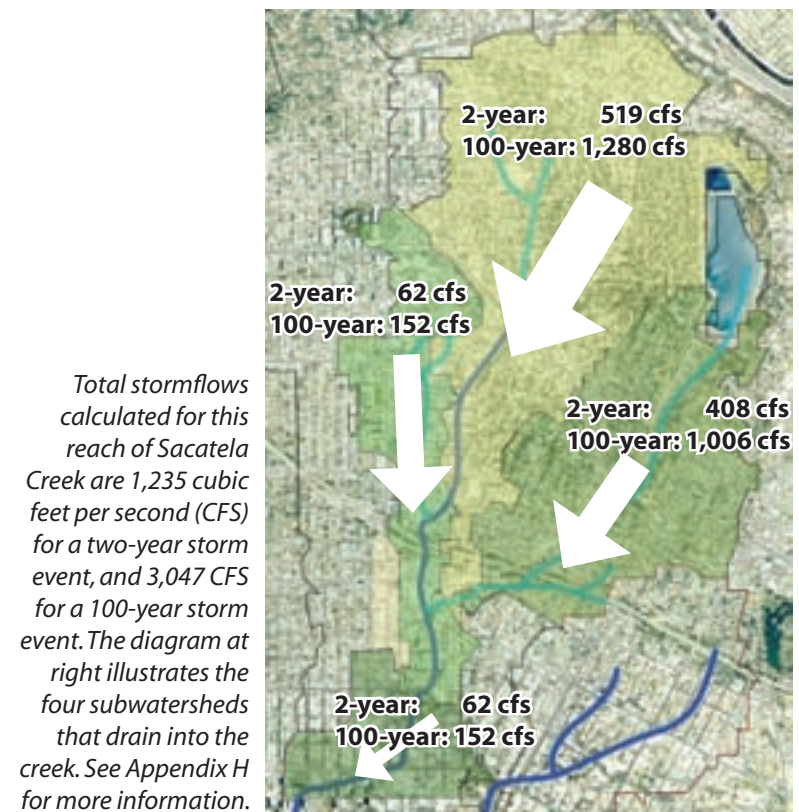 2-year: 519 cfs
100-year: 1,280 cfs
2-year: 62 cfs
100-year: 152 cfs
2-year: 408 cfs
100-year: 1,006 cfs
Total stormflows
calculated for this
reach of Sacatela
Creek are 1,235 cubic
feet per second (CFS)
for a two-year storm
event, and 3,047 CFS
for a 100-year storm
event. The diagram at
right illustrates the
four subwatersheds
that drain into the
creek. See Appendix H
for more information.
2-year: 62 cfs
100-year: 152 cfs